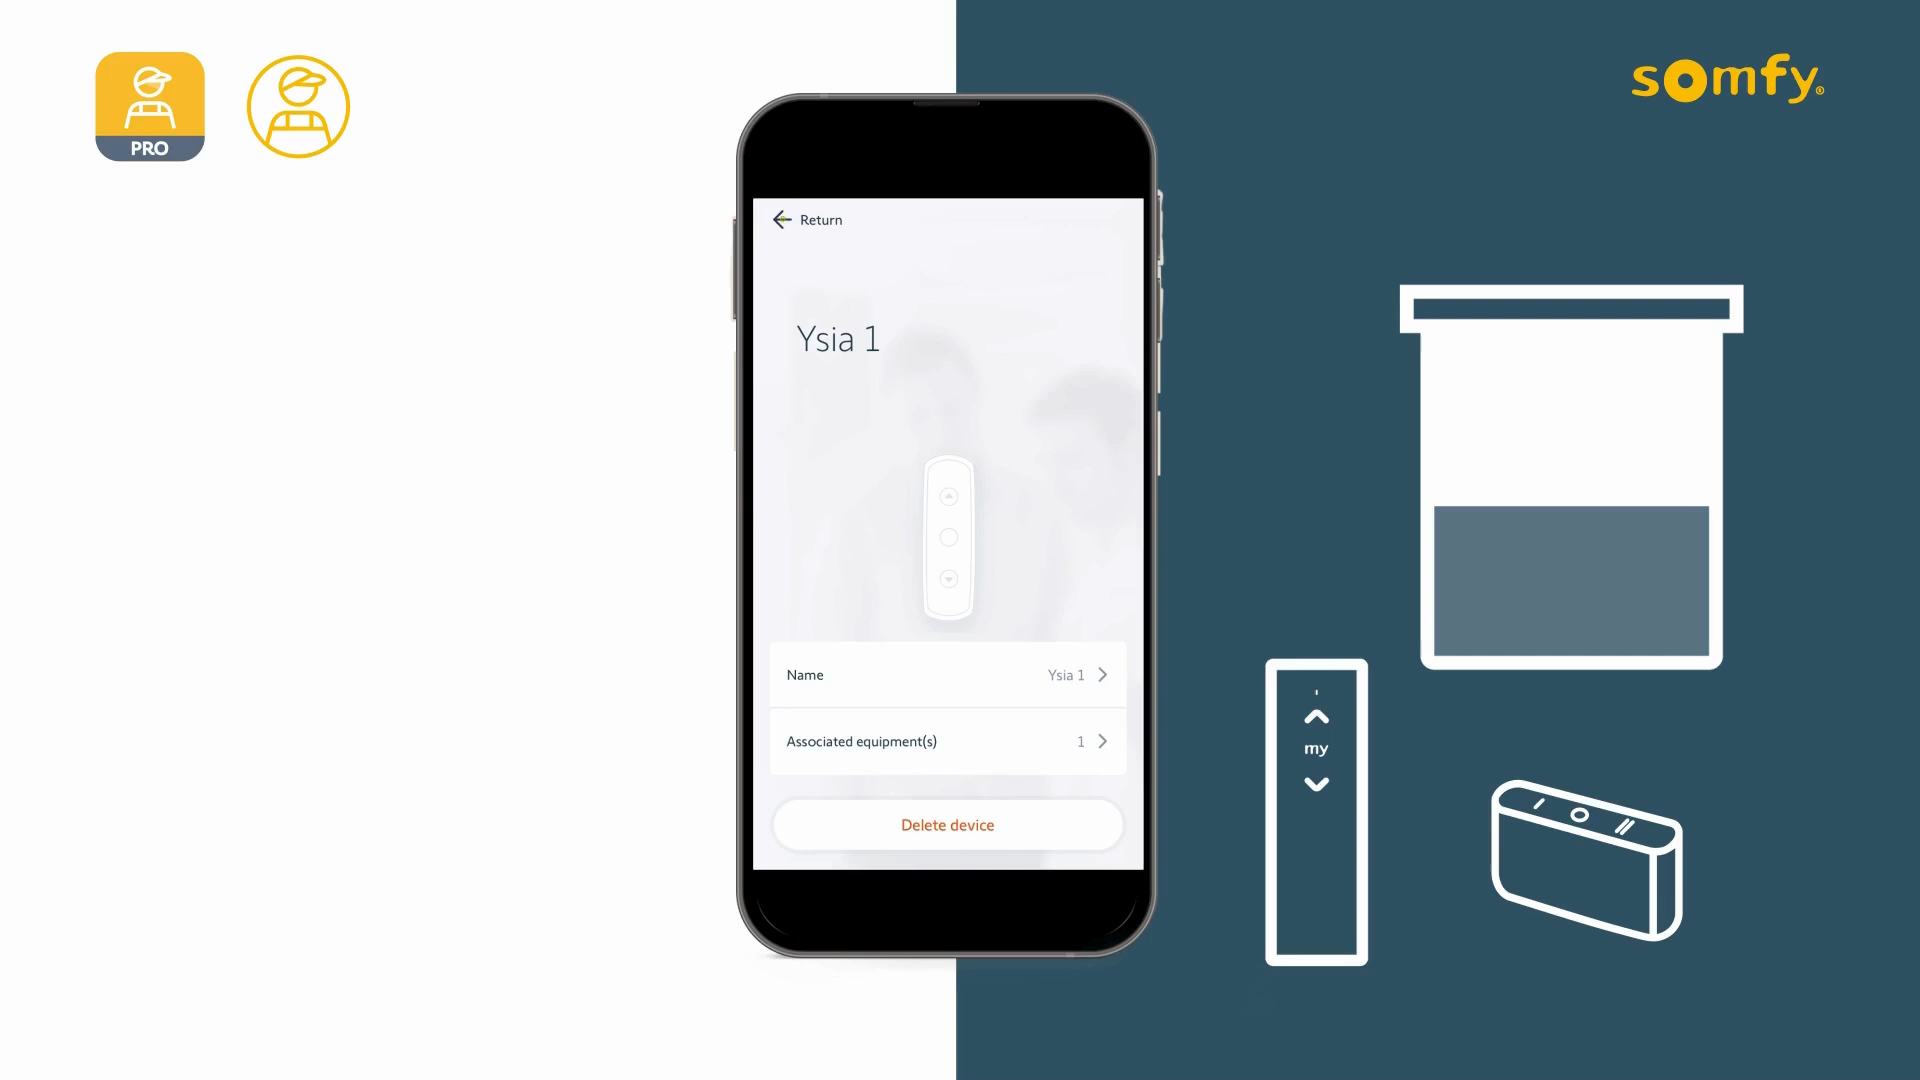 PRO
somfy®
Return
Ysia 1
Name Ysia 1
Associated equipment(s) 1
Delete device
my